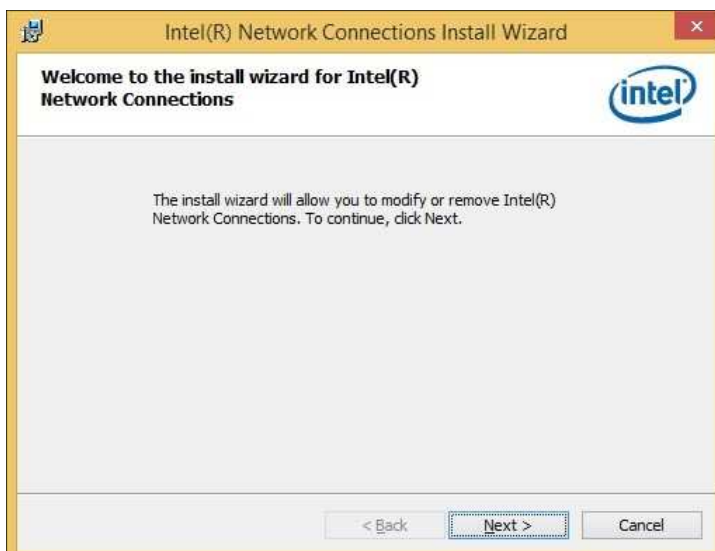 Intel(R) Network Connections Install Wizard
Welcome to the install wizard for Intel(R)
Network Connections
intel
The install wizard will allow you to modify or remove Intel(R)
Network Connections. To continue, click Next.
< Back
Next >
Cancel